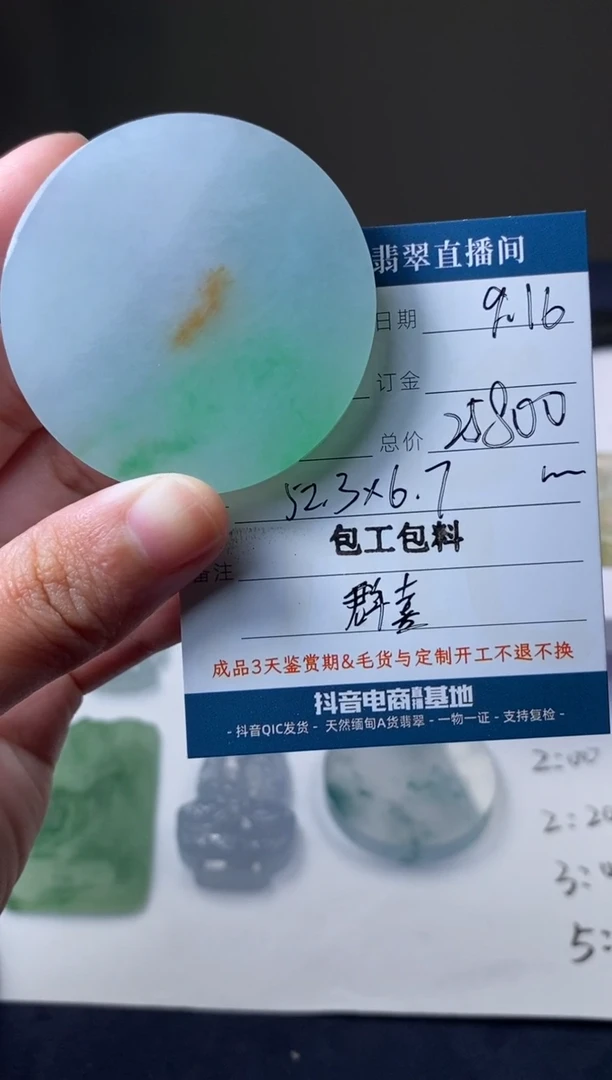 翡翠直播间
日期 9.16
订金
总价 25800
52.3×6.7 m
包工包料
备注
群喜
成品3天鉴赏期&毛货与定制开工不退不换
抖音电商直播基地
- 抖音QIC发货 - 天然缅甸A货翡翠 - 一物一证 - 支持复检 -
2:00
2:20
3:
5: